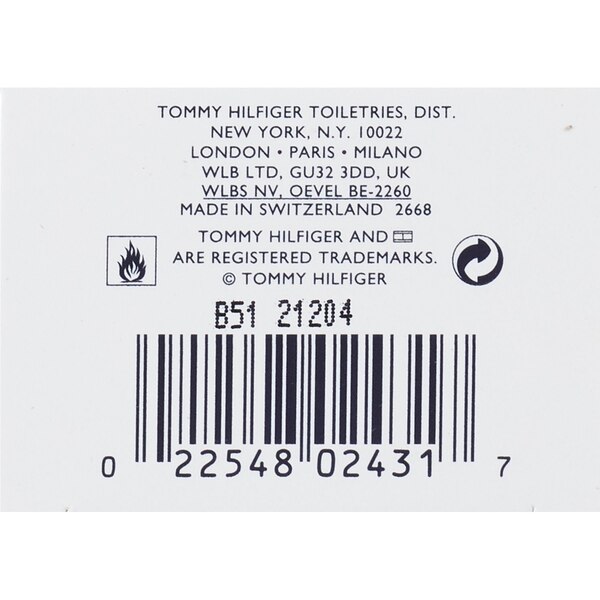 TOMMY HILFIGER TOILETRIES, DIST.
NEW YORK, N.Y. 10022
LONDON • PARIS • MILANO
WLB LTD, GU32 3DD, UK
WLBS NV, OEVEL BE-2260
MADE IN SWITZERLAND 2668
TOMMY HILFIGER AND
ARE REGISTERED TRADEMARKS.
© TOMMY HILFIGER
B51 21204
0 22548 02431 7